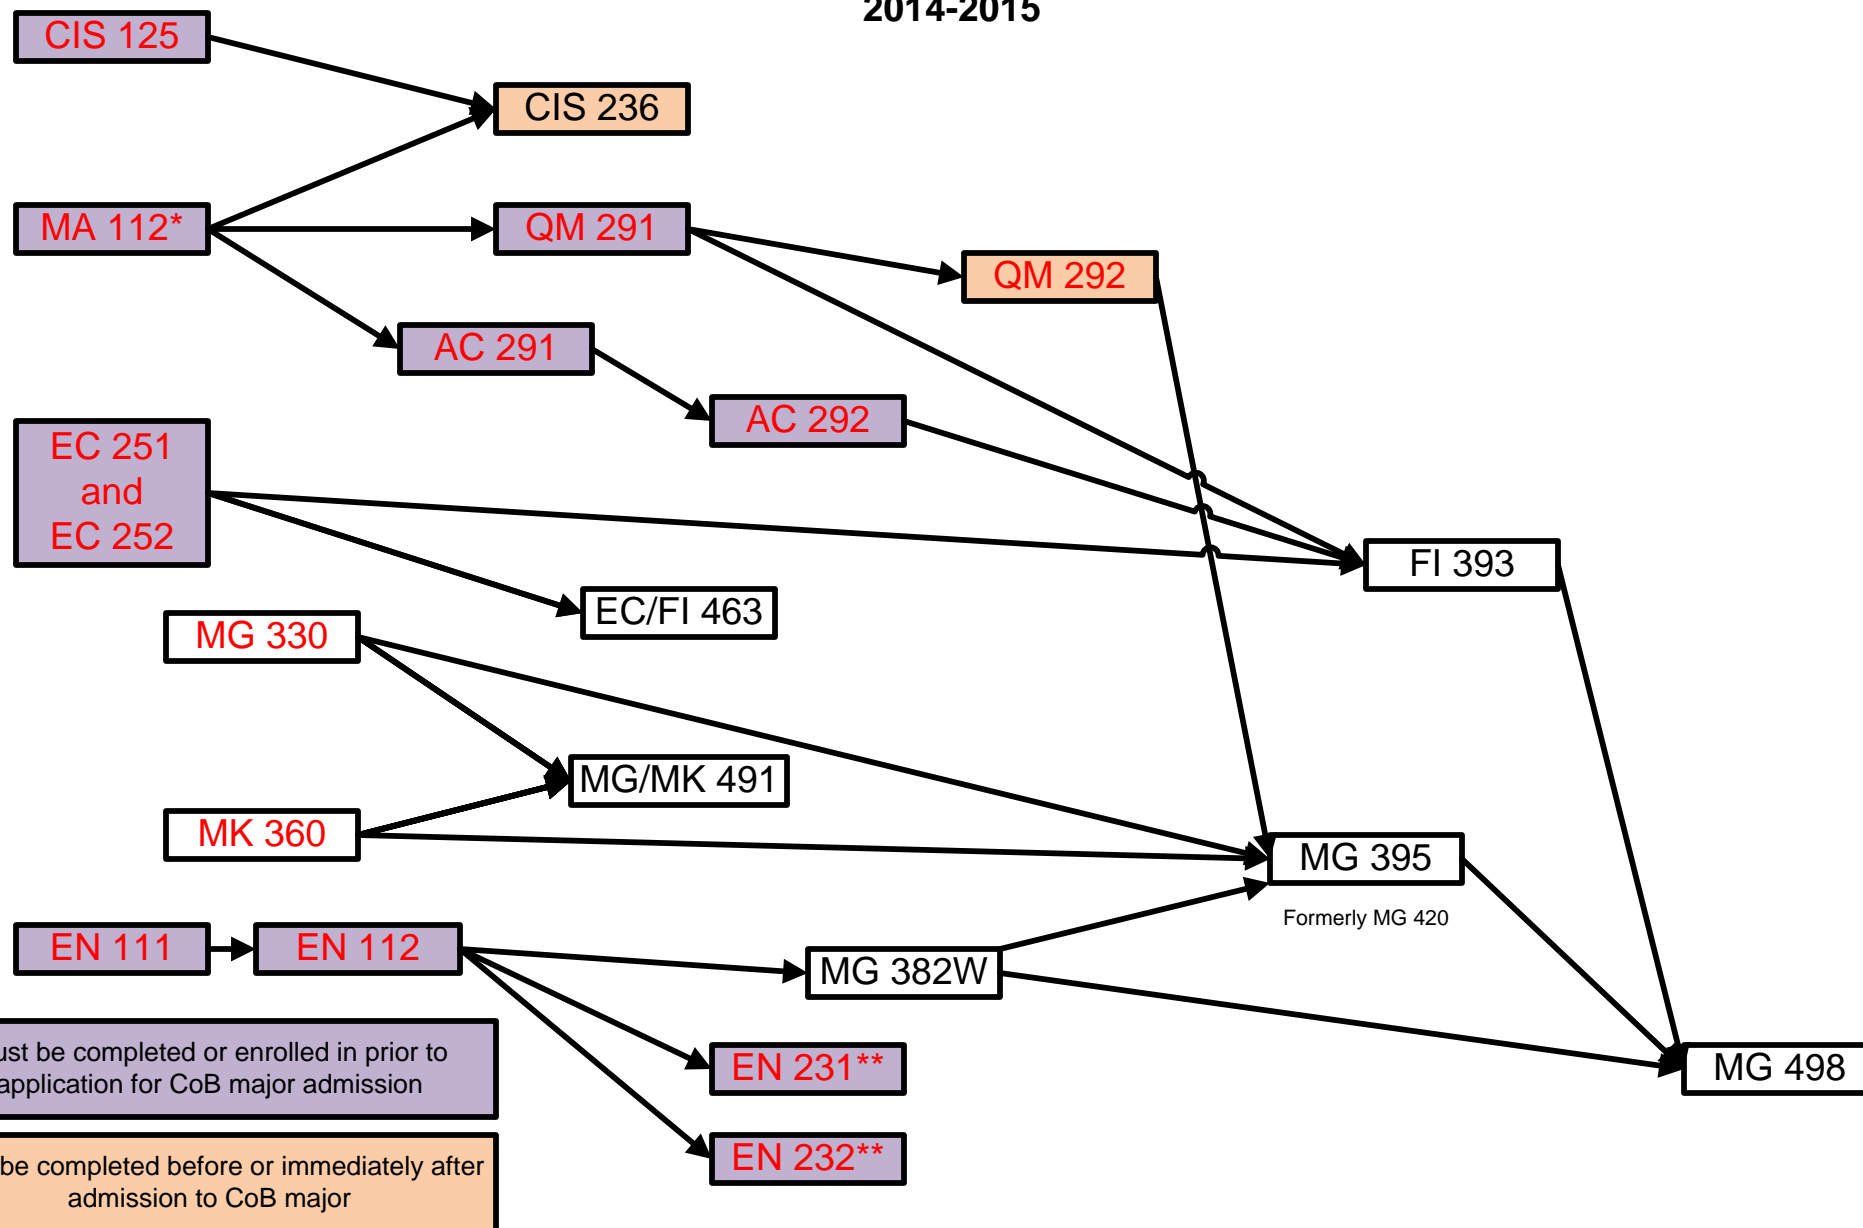 2014-2015
CIS 125
CIS 236
MA 112*
QM 291
QM 292
AC 291
AC 292
EC 251
and
EC 252
FI 393
EC/FI 463
MG 330
MG/MK 491
MK 360
MG 395
Formerly MG 420
EN 111
EN 112
MG 382W
EN 231**
MG 498
EN 232**
ust be completed or enrolled in prior to
application for CoB major admission
be completed before or immediately after
admission to CoB major